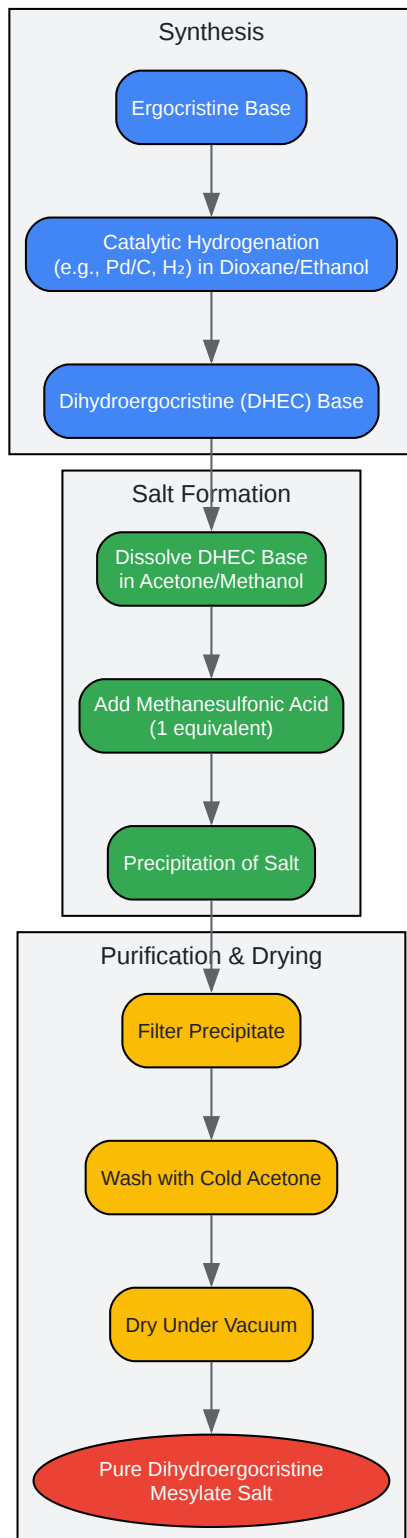 Synthesis
Ergocristine Base
Catalytic Hydrogenation
(e.g., Pd/C, H₂) in Dioxane/Ethanol
Dihydroergocristine (DHEC) Base
Salt Formation
Dissolve DHEC Base
in Acetone/Methanol
Add Methanesulfonic Acid
(1 equivalent)
Precipitation of Salt
Purification & Drying
Filter Precipitate
Wash with Cold Acetone
Dry Under Vacuum
Pure Dihydroergocristine
Mesylate Salt